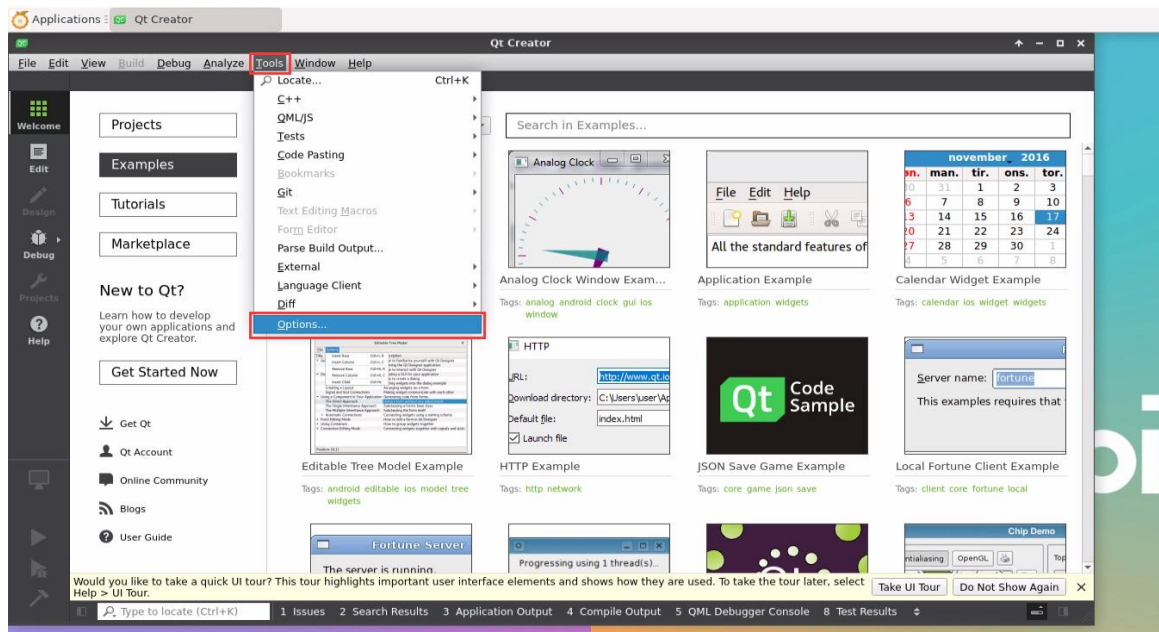 Applications
Qt Creator
Qt Creator
File Edit View Build Debug Analyze Tools Window Help
Locate... Ctrl+K
C++
QML/JS
Tests
Code Pasting
Bookmarks
Git
Text Editing Macros
Form Editor
Parse Build Output...
External
Language Client
Diff
Options...
Welcome
Edit
Design
Debug
Projects
Help
Projects
Examples
Tutorials
Marketplace
New to Qt?
Learn how to develop
your own applications and
explore Qt Creator.
Get Started Now
Get Qt
Qt Account
Online Community
Blogs
User Guide
Search in Examples...
Analog Clock
Analog Clock Window Exam...
Tags: analog android clock gui ios
window
File Edit Help
All the standard features of
Application Example
Tags: application widgets
november 2016
man. tir. ons. tor.
31 1 2 3
7 8 9 10
14 15 16 17
21 22 23 24
28 29 30 1
5 6 7 8
Calendar Widget Example
Tags: calendar ios widget widgets
Editable Tree Model Example
Tags: android editable ios model tree
widgets
HTTP
URL: http://www.qt.io
Download directory: C:\Users\user\Ap
Default file: index.html
Launch file
HTTP Example
Tags: http network
Qt Code
Sample
JSON Save Game Example
Tags: core game json save
Server name: fortune
This examples requires that
Local Fortune Client Example
Tags: client core fortune local
Fortune Server
The server is running.
Progressing using 1 thread(s)...
Qt
Chip Demo
OpenGL
Top
Would you like to take a quick UI tour? This tour highlights important user interface elements and shows how they are used. To take the tour later, select
Help > UI Tour.
Take UI Tour
Do Not Show Again
Type to locate (Ctrl+K)
1 Issues 2 Search Results 3 Application Output 4 Compile Output 5 QML Debugger Console 8 Test Results